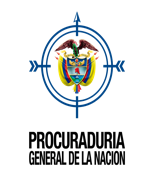 PROCURADURIA
GENERAL DE LA NACION